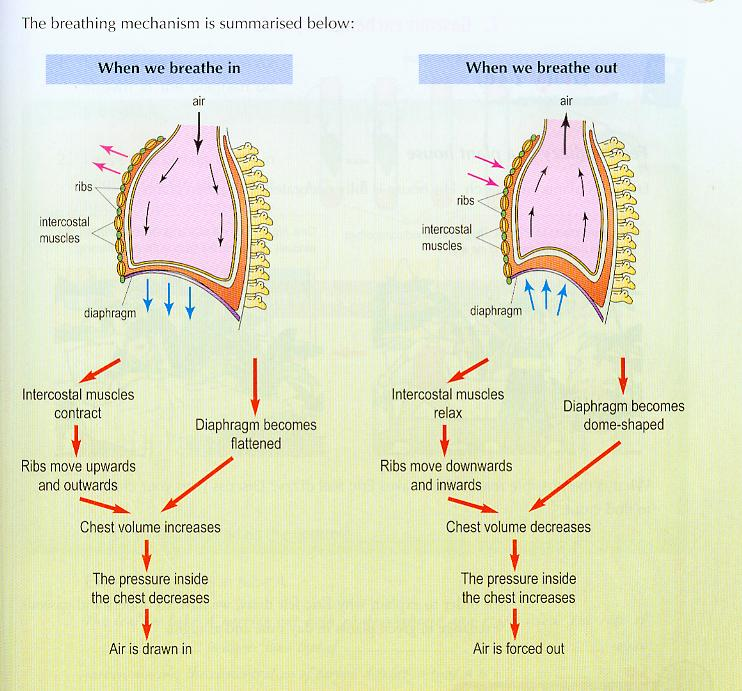 The breathing mechanism is summarised below:
When we breathe in
air
ribs
intercostal
muscles
diaphragm
Intercostal muscles
contract
Diaphragm becomes
flattened
Ribs move upwards
and outwards
Chest volume increases
The pressure inside
the chest decreases
Air is drawn in
When we breathe out
air
ribs
intercostal
muscles
diaphragm
Intercostal muscles
relax
Diaphragm becomes
dome-shaped
Ribs move downwards
and inwards
Chest volume decreases
The pressure inside
the chest increases
Air is forced out